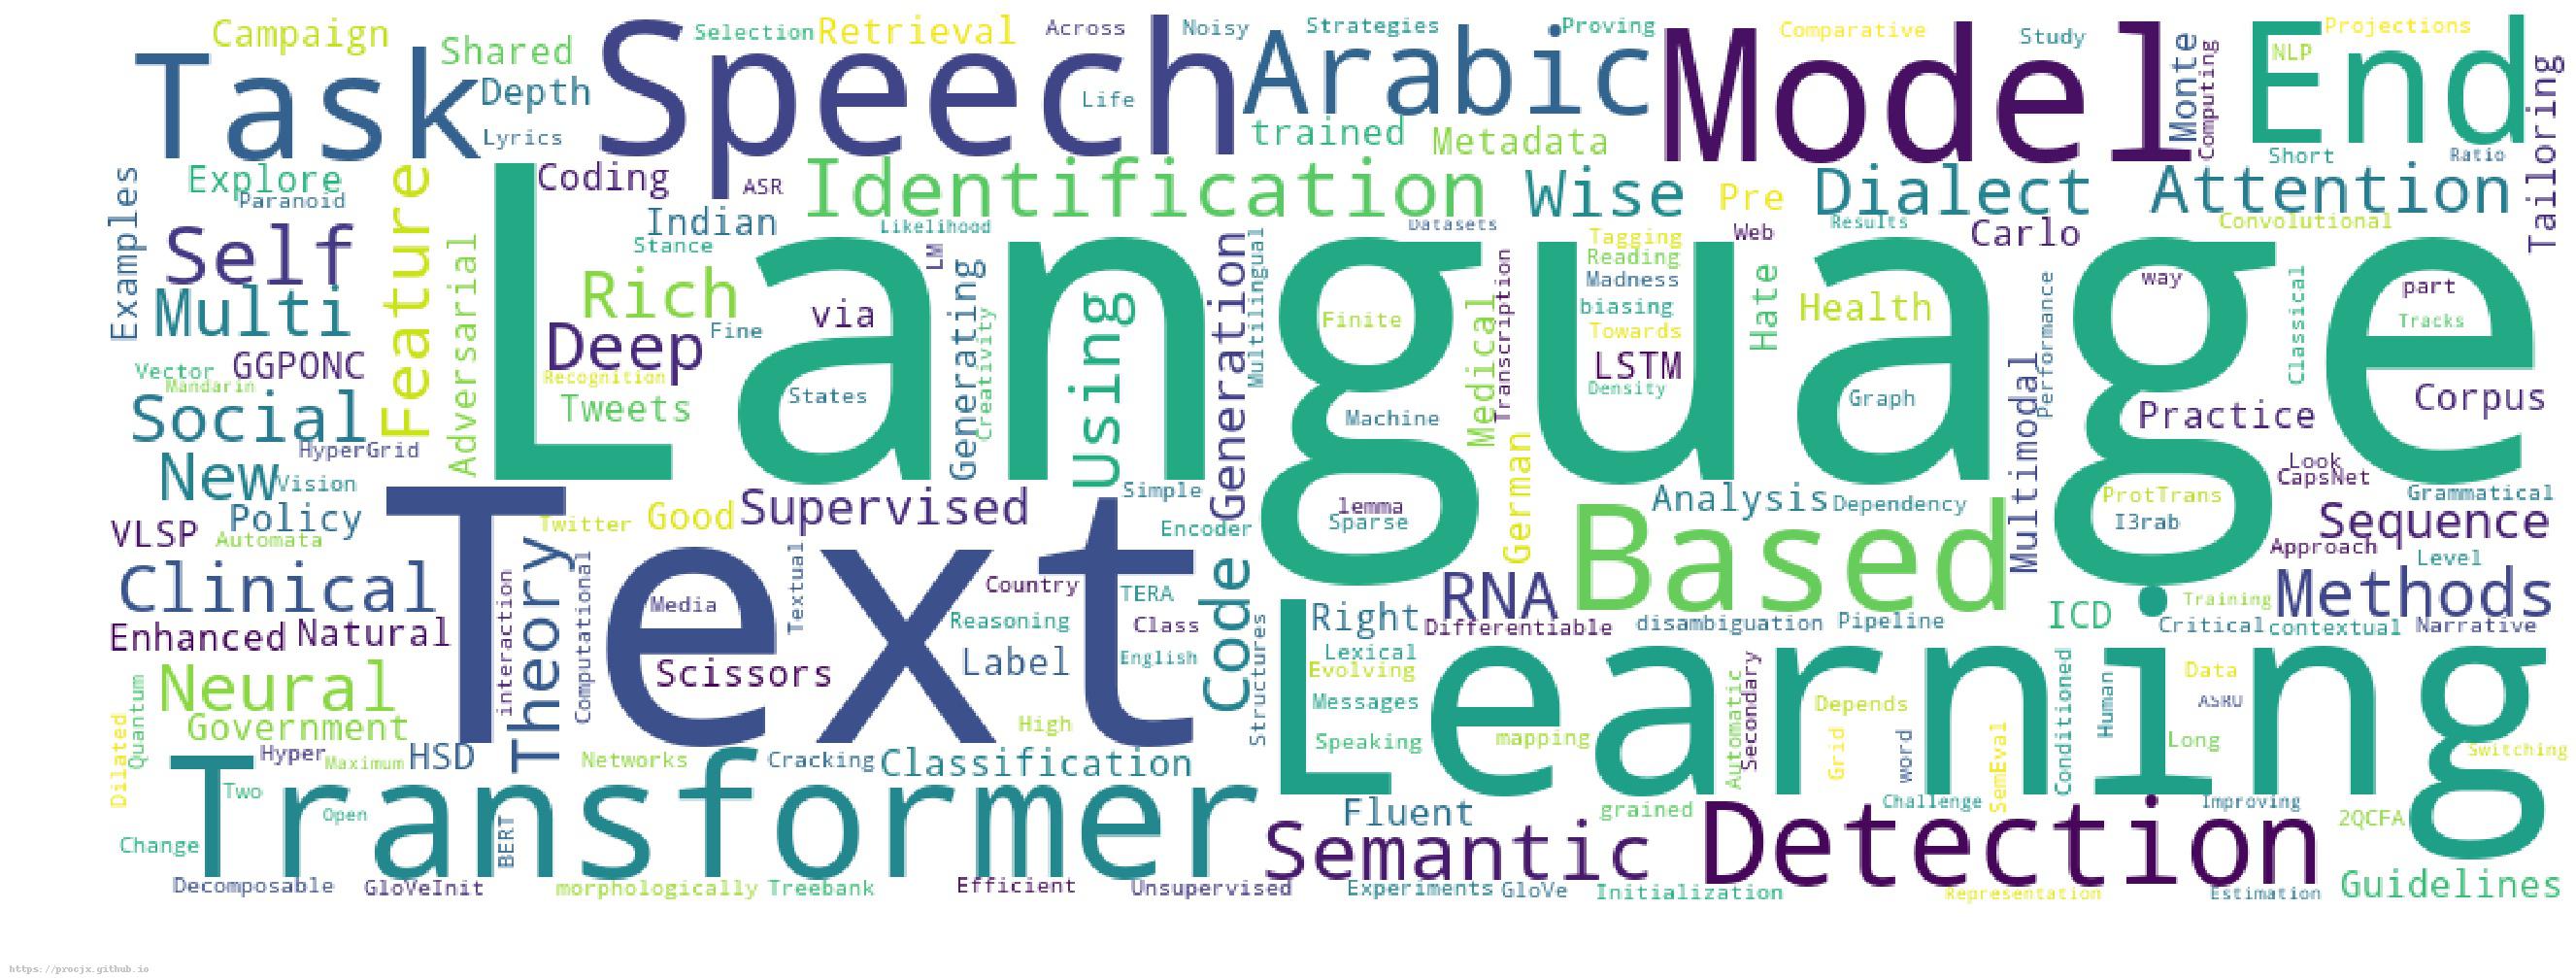 Campaign
Task
Shared
Depth
Lyrics
Speech
Selection
Retrieval
Across
Noisy
Life
Arabic
Strategies
Proving
trained
Metadata
Model
Comparative
Study
Monte
Computing
End
NLP
Projections
Tailoring
Short
Ratio
Examples
Explore
Paranoid
Self
Multi
Feature
Adversarial
Language
Coding
ASR
Indian
Stance
Identification
Likelihood
LM
Wise
Datasets
Pre
Web
Dialect
Results
Carlo
Attention
Convolutional
Rich
Deep
via
Fine
Recognition
Tweets
States
Generating
Creativity
Using
Generation
Multilingual
Finite
Machine
Medical
Transcription
Tagging
Reading
Madness
biasing
Towards
LSTM
Density
Hate
Health
Graph
Performance
Multimodal
way
Practice
Classical
part
Tracks
Corpus
GGPONC
Vector
Mandarin
Social
HyperGrid
New
Vision
Policy
VLSP
Automata
Text
Twitter
Good
Supervised
Simple
Encoder
lemma
Sparse
German
Analysis
Dependency
Based
Look
CapsNet
ProtTrans
I3rab
Grammatical
Sequence
Approach
Level
Clinical
Enhanced
Natural
interaction
Theory
Computational
Media
Textual
Country
TERA
Reasoning
Class
Label
English
Scissors
Code
Structures
Learning
Right
RNA
Differentiable
disambiguation
Pipeline
ICD
Training
Methods
Critical
contextual
Narrative
Neural
Government
Dilated
Quantum
Hyper
Maximum
HSD
Networks
High
Cracking
Classification
Lexical
Evolving
Messages
Speaking
mapping
Automatic
Secondary
Depends
Grid
word
SemEval
Conditioned
Human
Data
ASRU
Long
Switching
Transformer
Two
Open
BERT
Change
Decomposable
GloVeInit
morphologically
Treebank
Efficient
Unsupervised
Fluent
Semantic
Experiments
GloVe
grained
Initialization
Detection
Challenge
Representation
Improving
Estimation
2QCFA
Guidelines
https://procjx.github.io